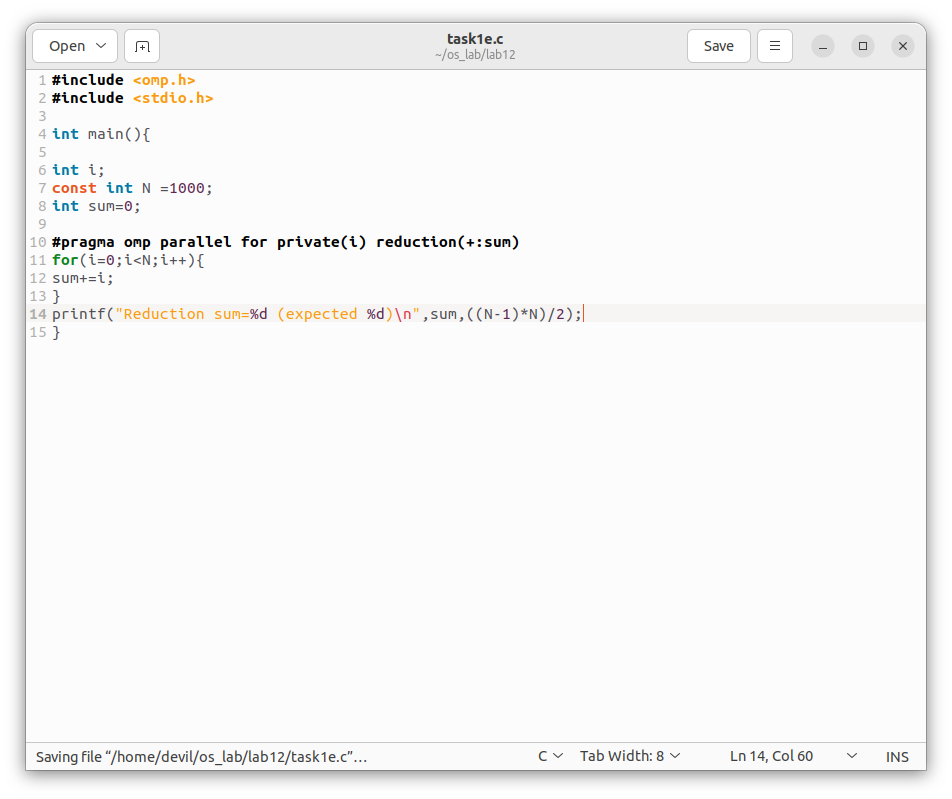 Open
task1e.c
~/os_lab/lab12
Save
1 #include <omp.h>
2 #include <stdio.h>
3
4 int main(){
5
6 int i;
7 const int N =1000;
8 int sum=0;
9
10 #pragma omp parallel for private(i) reduction(+:sum)
11 for(i=0;i<N;i++){
12 sum+=i;
13 }
14 printf("Reduction sum=%d (expected %d)\n",sum,((N-1)*N)/2);
15 }
Saving file “/home/devil/os_lab/lab12/task1e.c”…
C
Tab Width: 8
Ln 14, Col 60
INS